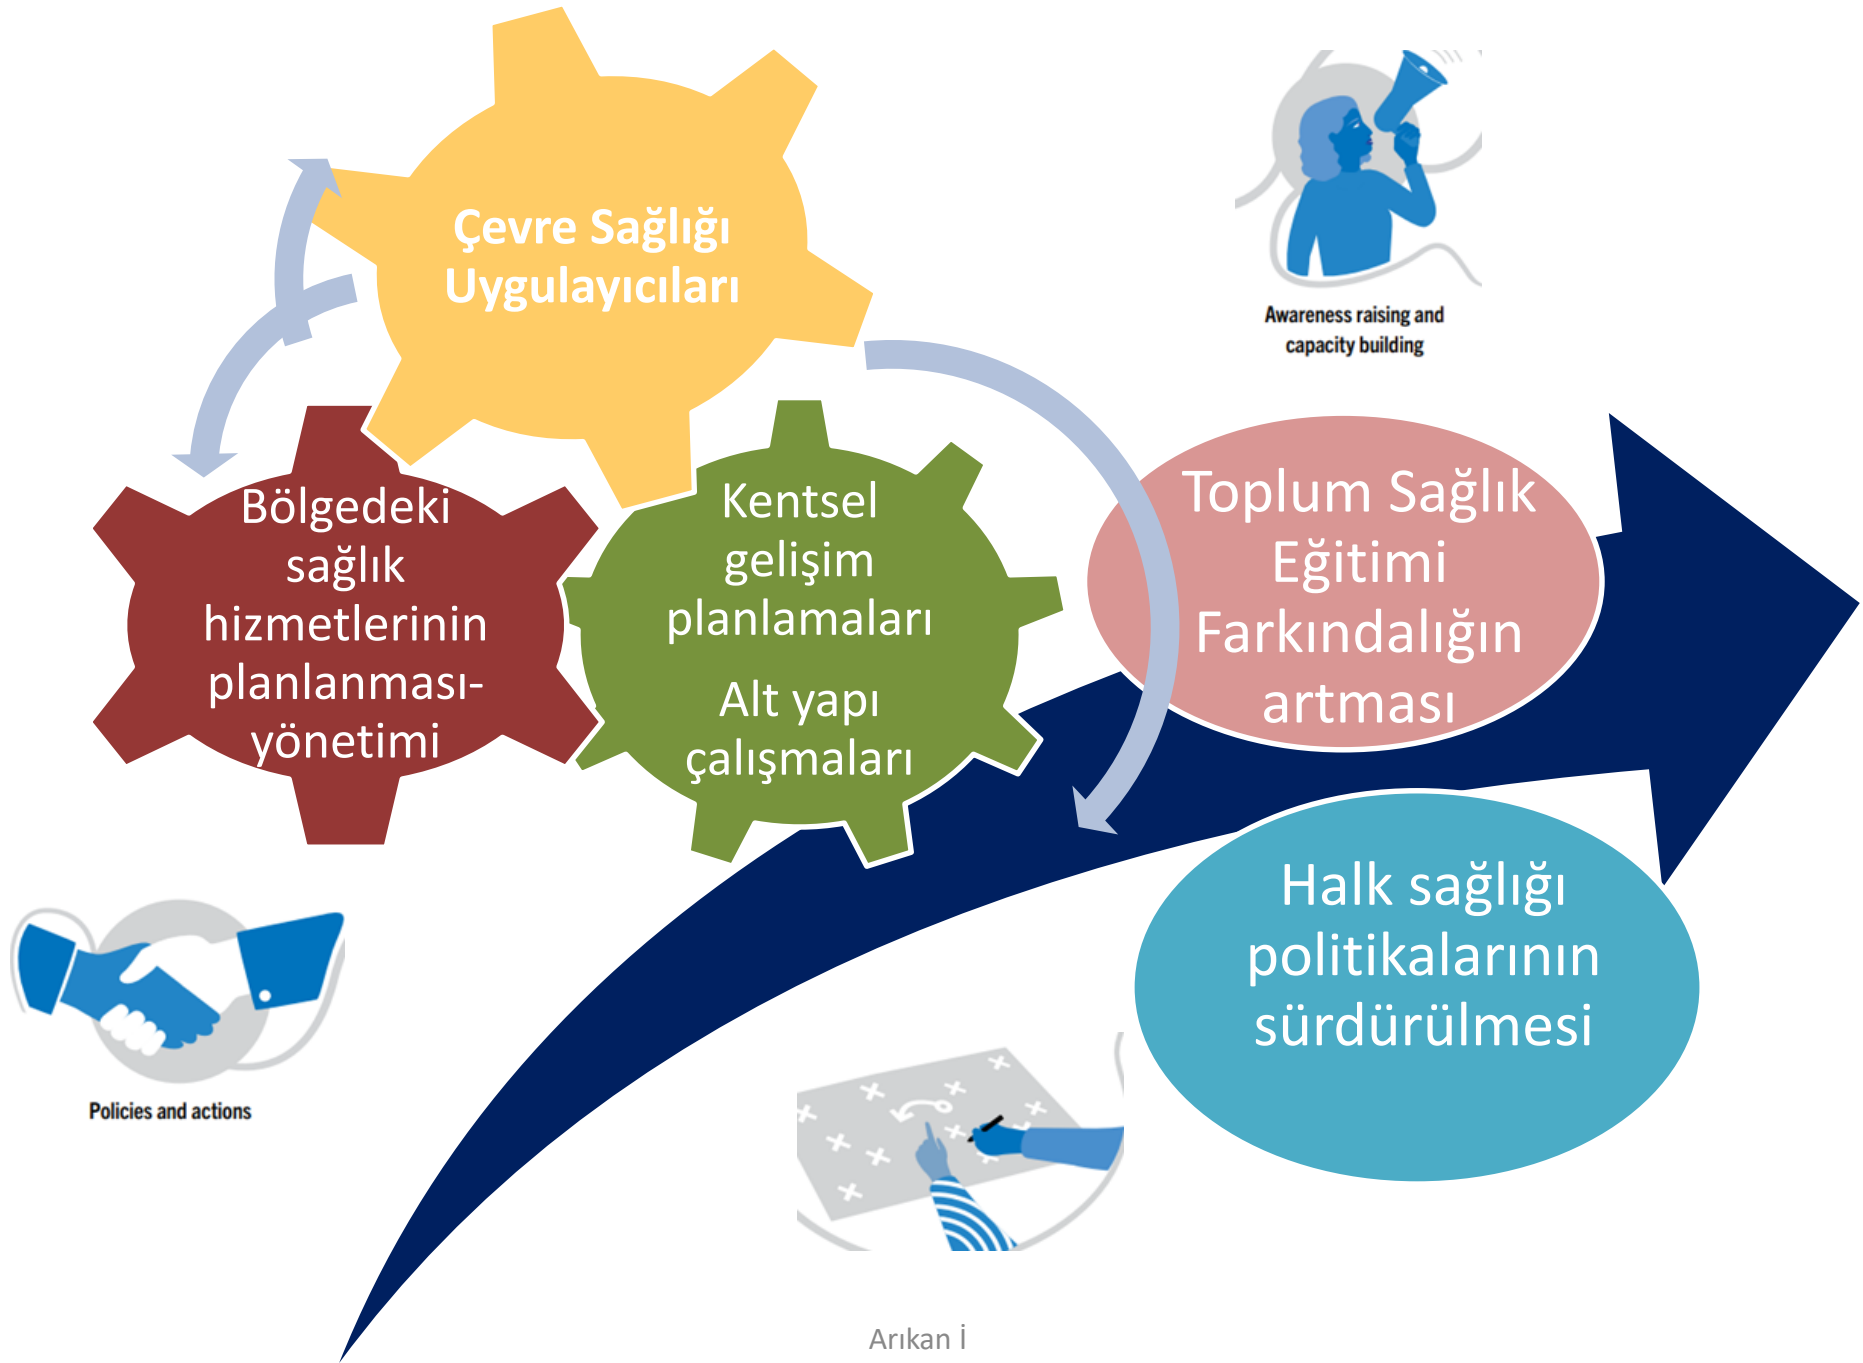 Çevre Sağlığı
Uygulayıcıları
Awareness raising and
capacity building
Bölgedeki
sağlık
hizmetlerinin
planlanması-
yönetimi
Kentsel
gelişim
planlamaları
Alt yapı
çalışmaları
Toplum Sağlık
Eğitimi
Farkındalığın
artması
Halk sağlığı
politikalarının
sürdürülmesi
Policies and actions
Arıkan İ